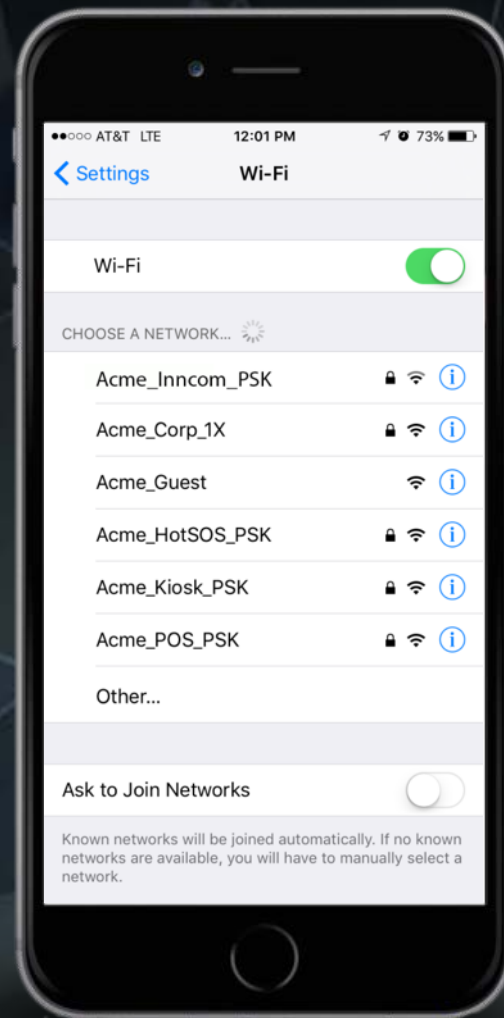 AT&T LTE 12:01 PM 73%
Settings Wi-Fi
Wi-Fi
CHOOSE A NETWORK...
Acme_Inncom_PSK
Acme_Corp_1X
Acme_Guest
Acme_HotSOS_PSK
Acme_Kiosk_PSK
Acme_POS_PSK
Other...
Ask to Join Networks
Known networks will be joined automatically. If no known
networks are available, you will have to manually select a
network.